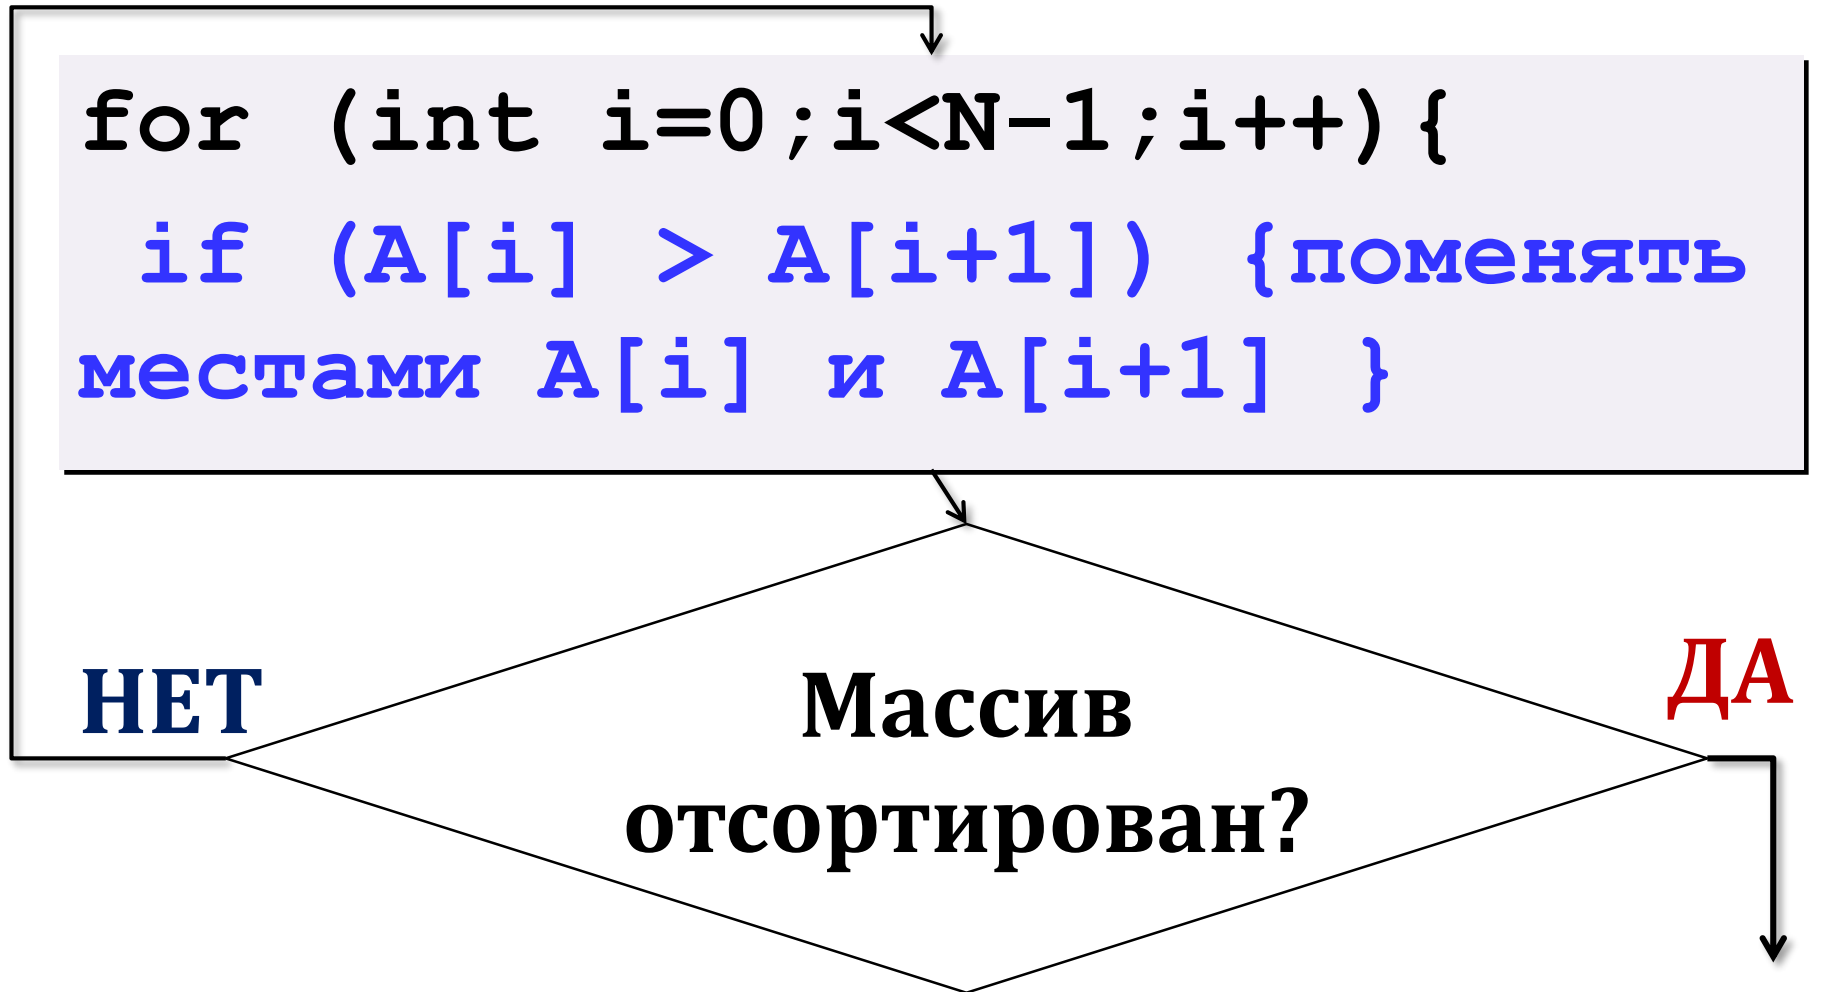 for (int i=0;i<N-1;i++){
if (A[i] > A[i+1]) {поменять
местами A[i] и A[i+1] }
НЕТ
ДА
Массив
отсортирован?